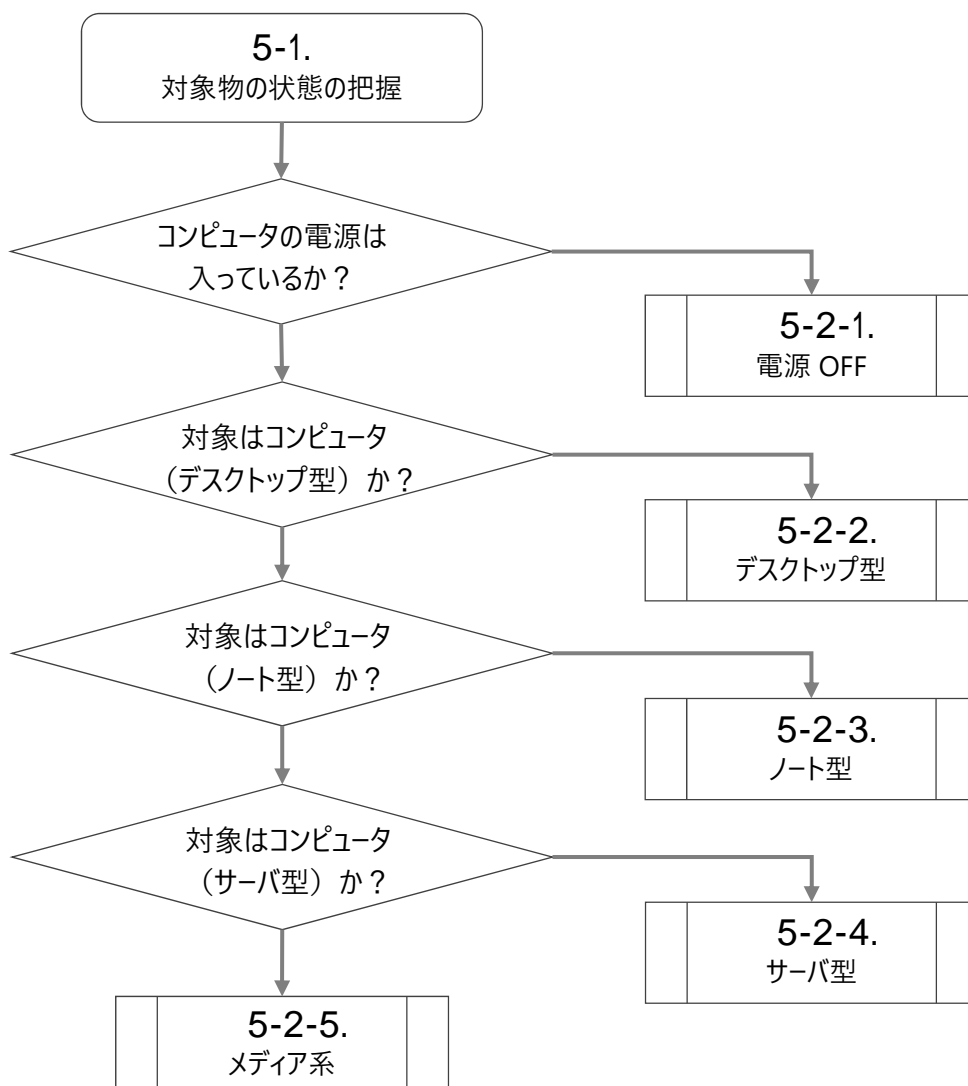 5-1.
対象物の状態の把握
コンピュータの電源は
入っているか？
5-2-1.
電源 OFF
対象はコンピュータ
（デスクトップ型）か？
5-2-2.
デスクトップ型
対象はコンピュータ
（ノート型）か？
5-2-3.
ノート型
対象はコンピュータ
（サーバ型）か？
5-2-4.
サーバ型
5-2-5.
メディア系